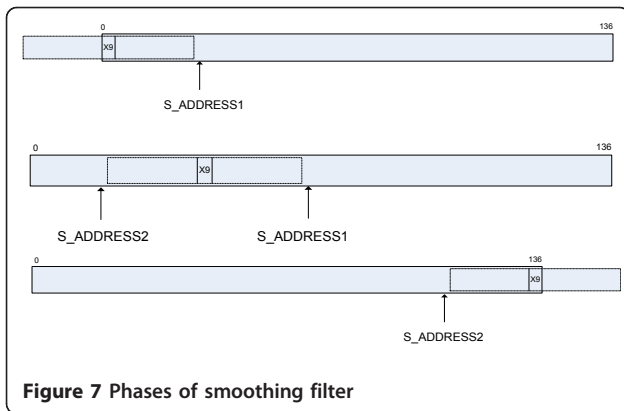 0 136
X9
S_ADDRESS1
0 136
X9
S_ADDRESS2 S_ADDRESS1
0 136
X9
S_ADDRESS2
Figure 7 Phases of smoothing filter